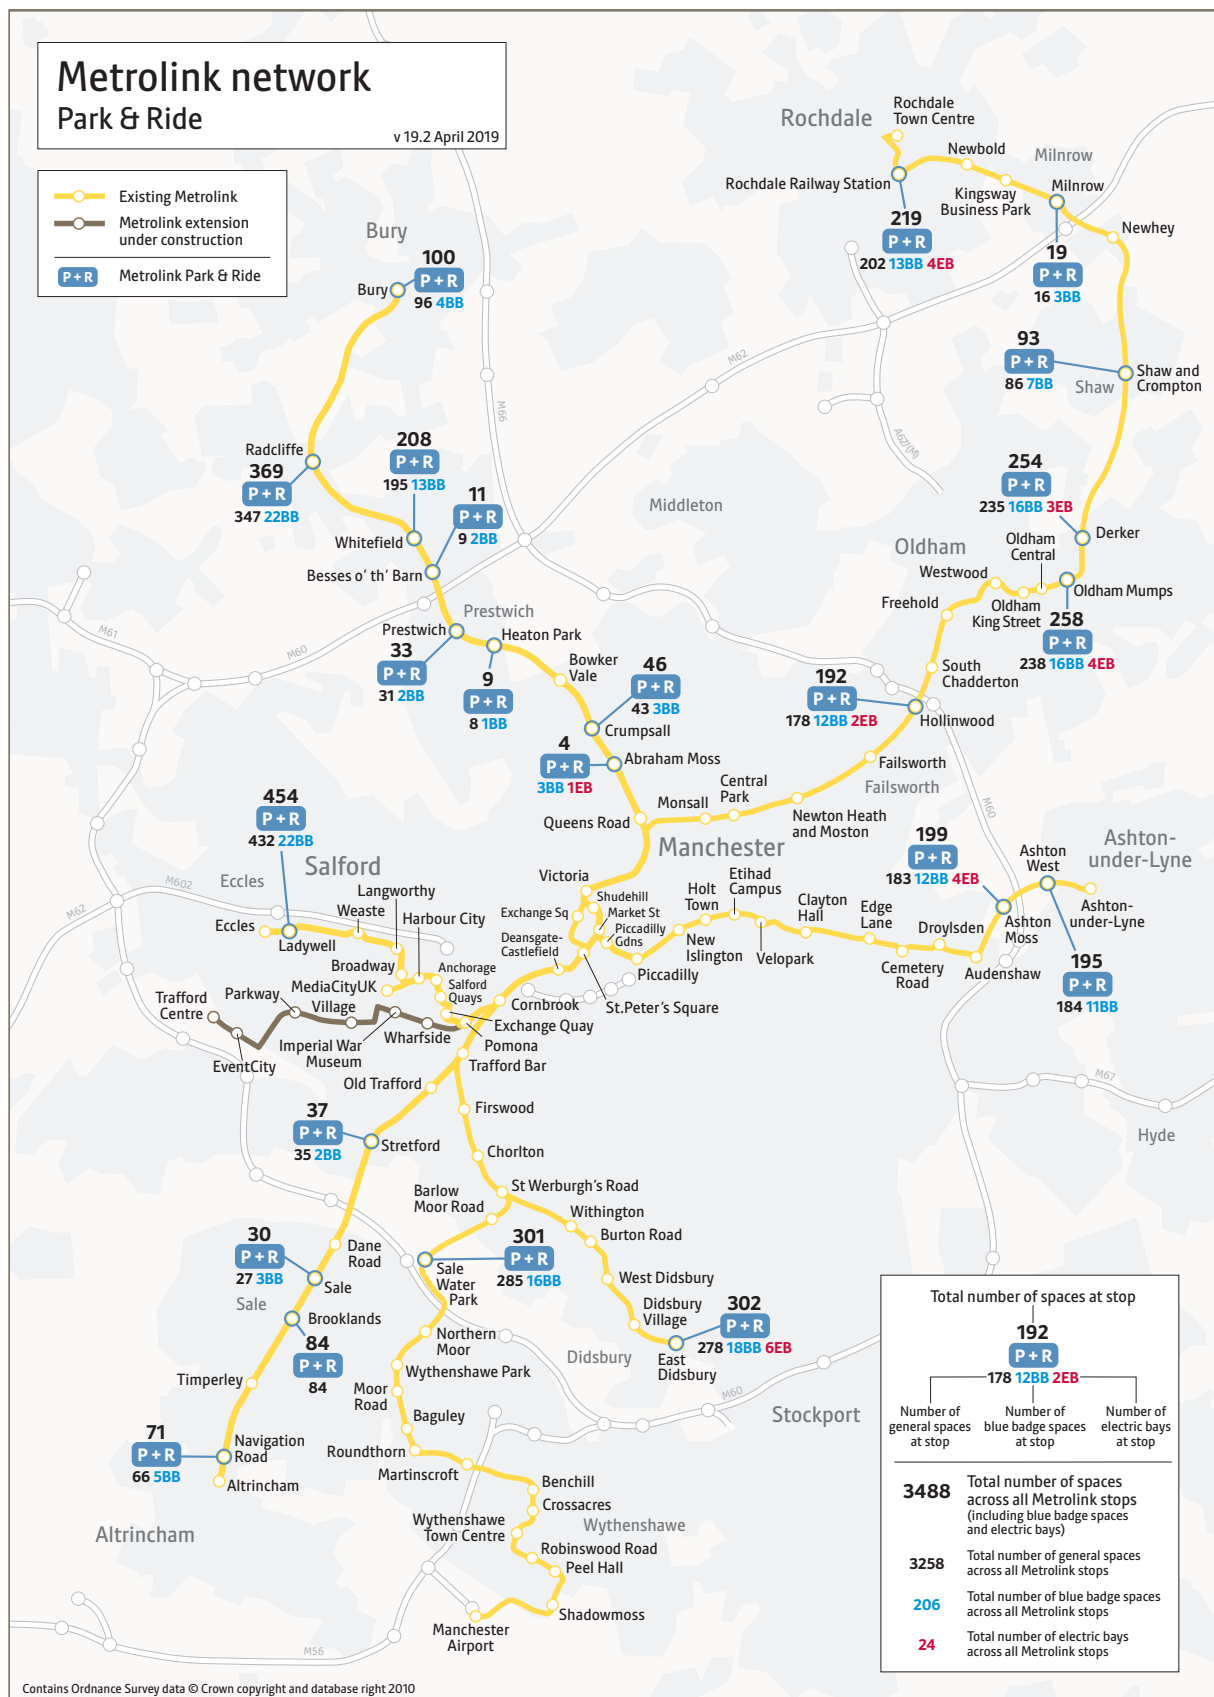 Metrolink network
Park & Ride
v 19.2 April 2019
Existing Metrolink
Metrolink extension
under construction
P + R
Metrolink Park & Ride
Rochdale
Rochdale
Town Centre
Newbold
Milnrow
Rochdale Railway Station
Kingsway
Business Park
Milnrow
Newhey
219
P + R
202 13BB 4EB
19
P + R
16 3BB
Bury
100
P + R
Bury
96 4BB
M62
M66
93
P + R
86 7BB
Shaw and
Crompton
Shaw
A627(M)
Radcliffe
369
P + R
347 22BB
208
P + R
195 13BB
11
P + R
9 2BB
Whitefield
Besses o' th' Barn
Middleton
254
P + R
235 16BB 3EB
Derker
Oldham
Oldham
Central
Westwood
Oldham Mumps
Freehold
Oldham
King Street
258
P + R
238 16BB 4EB
M61
M60
Prestwich
Prestwich
Heaton Park
33
P + R
31 2BB
9
P + R
8 1BB
Bowker
Vale
46
P + R
43 3BB
Crumpsall
South
Chadderton
192
P + R
178 12BB 2EB
Hollinwood
4
P + R
3BB 1EB
Abraham Moss
Failsworth
Failsworth
Central
Park
Monsall
Queens Road
Newton Heath
and Moston
M60
454
P + R
432 22BB
Salford
Manchester
199
P + R
183 12BB 4EB
Ashton-
under-Lyne
Ashton
West
Eccles
M602
M62
Langworthy
Victoria
Shudehill
Holt
Town
Etihad
Campus
Clayton
Hall
Edge
Lane
Eccles
Weaste
Harbour City
Exchange Sq
Market St
Piccadilly
Gdns
Ladywell
Deansgate-
Castlefield
New
Islington
Velopark
Droylsden
Ashton
Moss
Ashton-
under-Lyne
Cemetery
Road
Audenshaw
195
P + R
184 11BB
Broadway
Anchorage
Salford
Quays
MediaCityUK
Piccadilly
St.Peter's Square
Cornbrook
Trafford
Centre
Parkway
Village
Exchange Quay
Imperial War
Museum
Wharfside
Pomona
EventCity
Trafford Bar
Old Trafford
M67
Hyde
37
P + R
35 2BB
Stretford
Firswood
Chorlton
St Werburgh's Road
Barlow
Moor Road
Withington
Burton Road
30
P + R
27 3BB
Dane
Road
Sale
Sale
301
P + R
285 16BB
Sale
Water
Park
West Didsbury
Brooklands
84
P + R
84
Didsbury
Village
302
P + R
278 18BB 6EB
Northern
Moor
Didsbury
East
Didsbury
Timperley
Wythenshawe Park
Moor
Road
M60
Stockport
Baguley
71
P + R
66 5BB
Navigation
Road
Roundthorn
Martinscroft
Altrincham
Altrincham
Benchill
Crossacres
Wythenshawe
Town Centre
Wythenshawe
Robinswood Road
Peel Hall
Shadowmoss
Manchester
Airport
M56
Total number of spaces at stop
192
P + R
178 12BB 2EB
Number of
general spaces
at stop
Number of
blue badge spaces
at stop
Number of
electric bays
at stop
3488
Total number of spaces
across all Metrolink stops
(including blue badge spaces
and electric bays)
3258
Total number of general spaces
across all Metrolink stops
206
Total number of blue badge spaces
across all Metrolink stops
24
Total number of electric bays
across all Metrolink stops
Contains Ordnance Survey data © Crown copyright and database right 2010